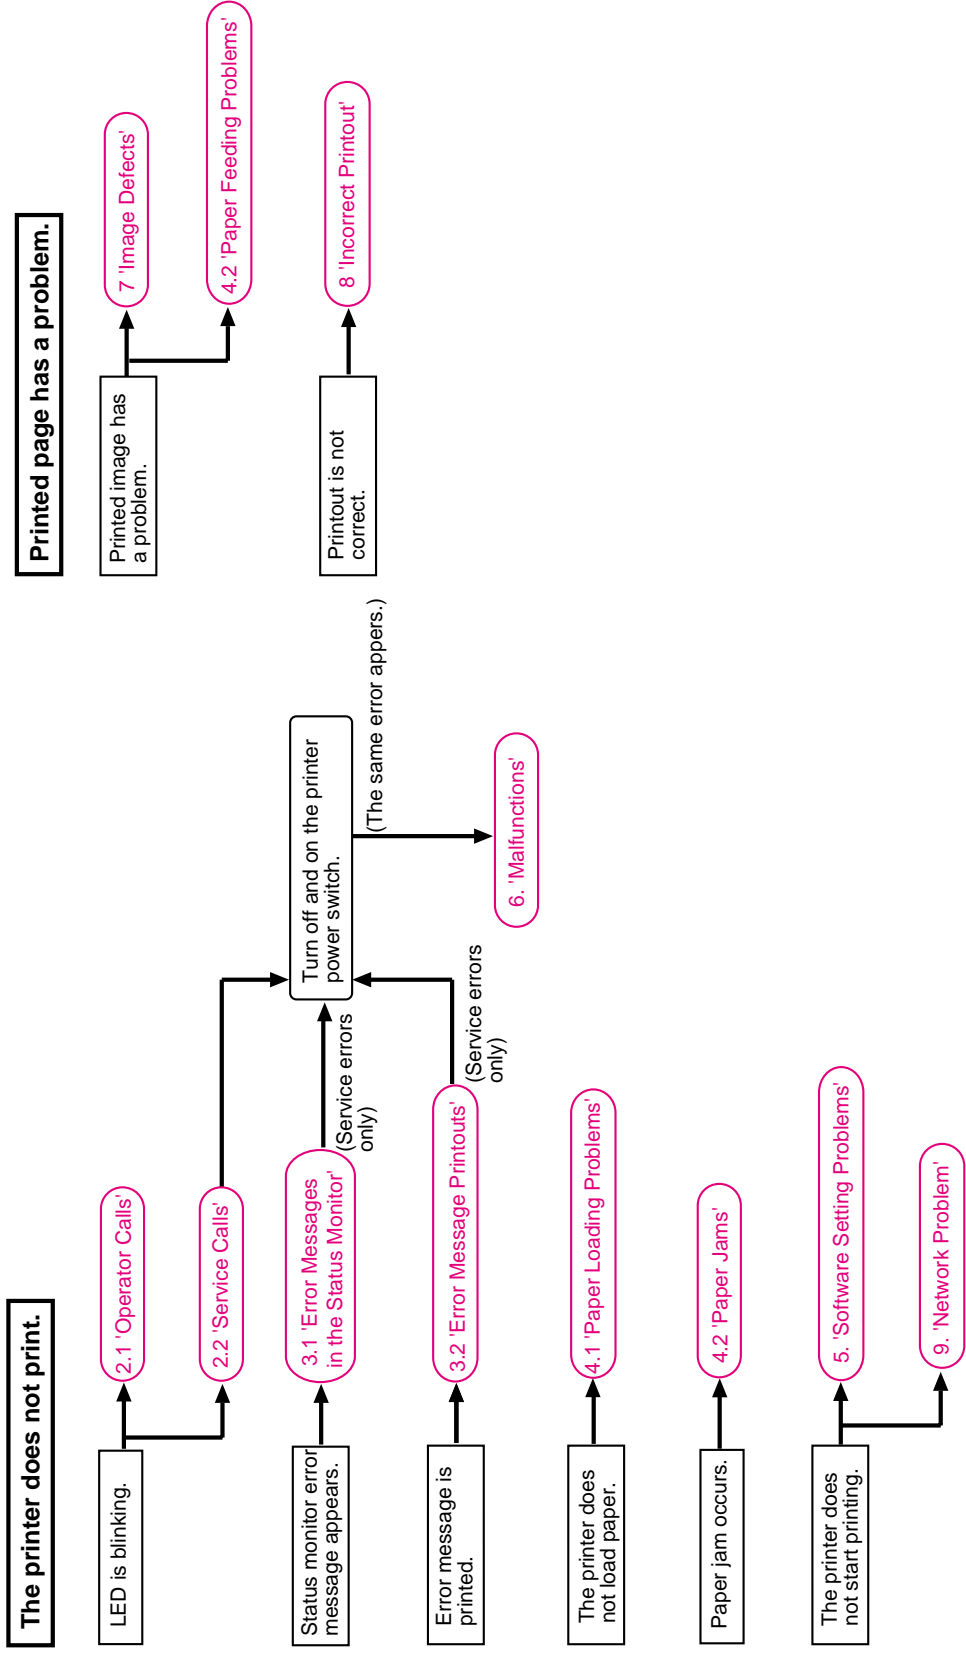 The printer does not print.
LED is blinking.
2.1 'Operator Calls'
2.2 'Service Calls'
Status monitor error
message appears.
3.1 'Error Messages
in the Status Monitor'
(Service errors
only)
Turn off and on the printer
power switch.
(The same error appers.)
6. 'Malfunctions'
Error message is
printed.
3.2 'Error Message Printouts'
(Service errors
only)
The printer does
not load paper.
4.1 'Paper Loading Problems'
Paper jam occurs.
4.2 'Paper Jams'
The printer does
not start printing.
5. 'Software Setting Problems'
9. 'Network Problem'
Printed page has a problem.
Printed image has
a problem.
7 'Image Defects'
4.2 'Paper Feeding Problems'
Printout is not
correct.
8 'Incorrect Printout'